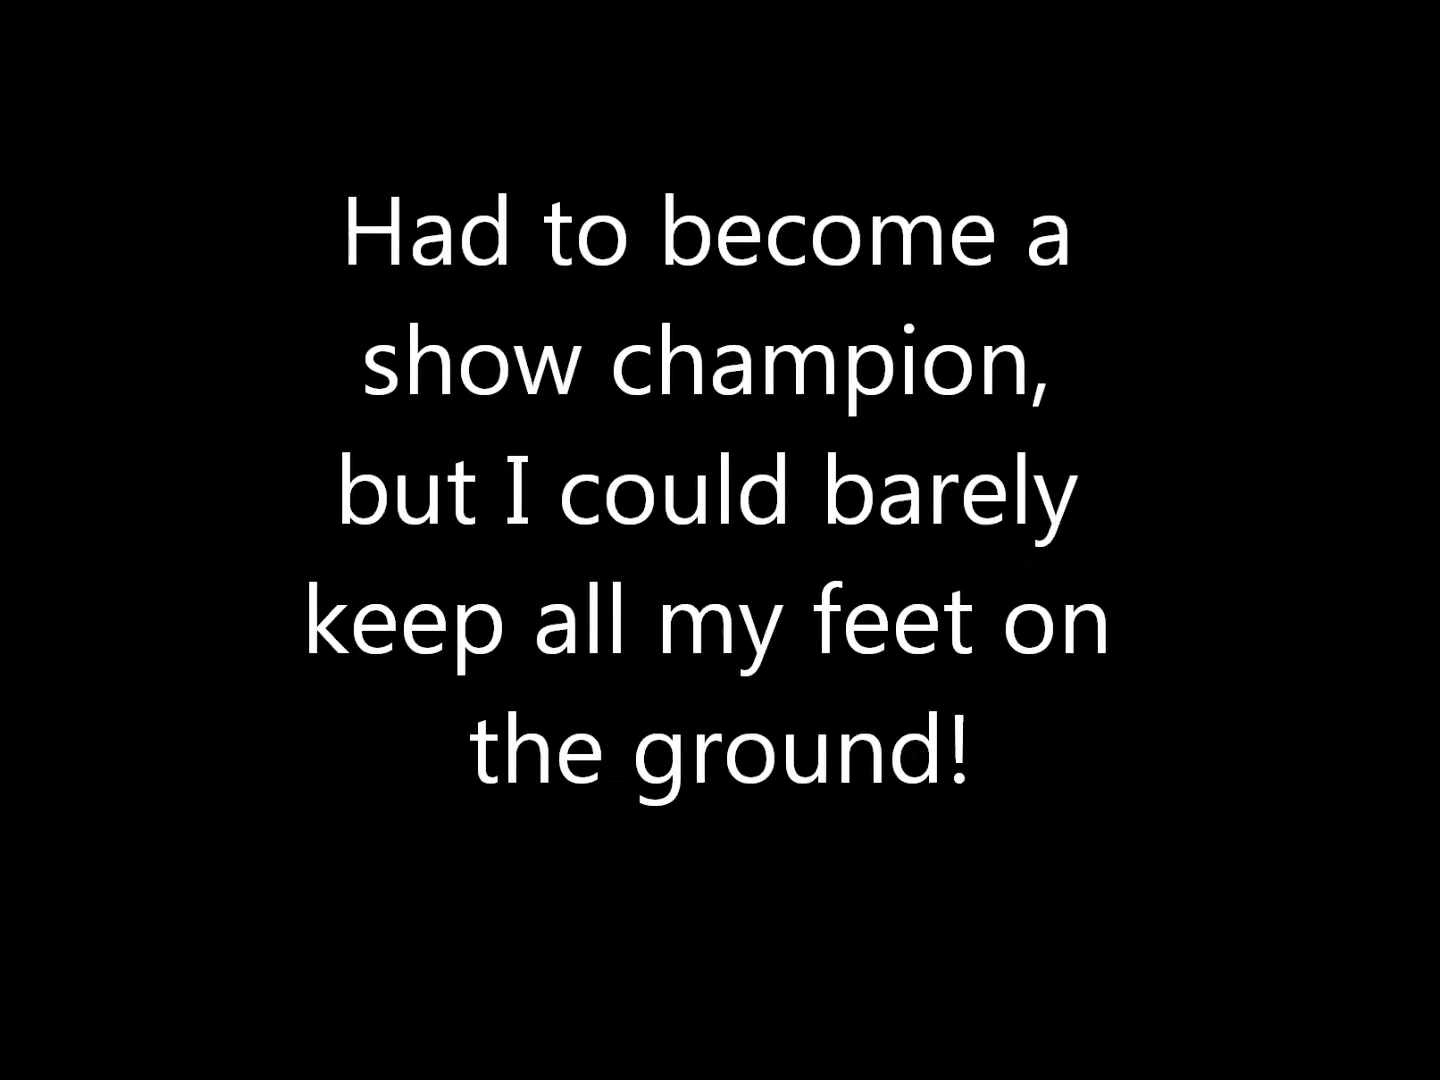 Had to become a
show champion,
but I could barely
keep all my feet on
the ground!